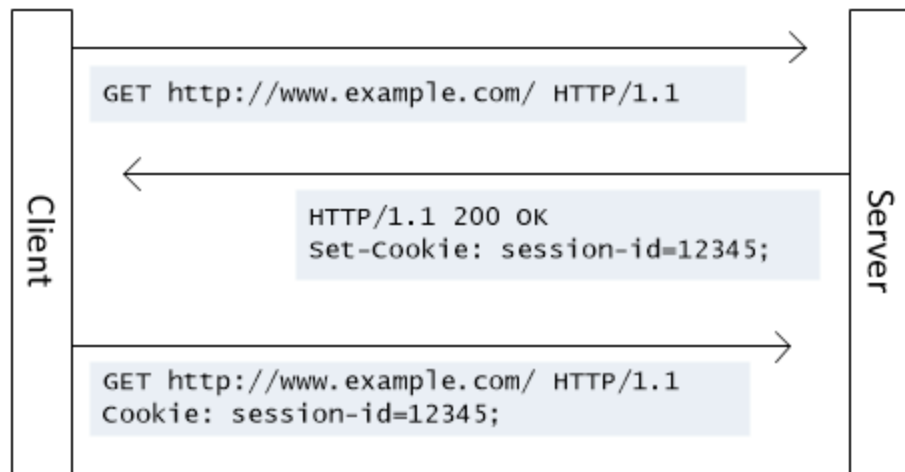 GET http://www.example.com/ HTTP/1.1
HTTP/1.1 200 OK
Set-Cookie: session-id=12345;
Client
Server
GET http://www.example.com/ HTTP/1.1
Cookie: session-id=12345;